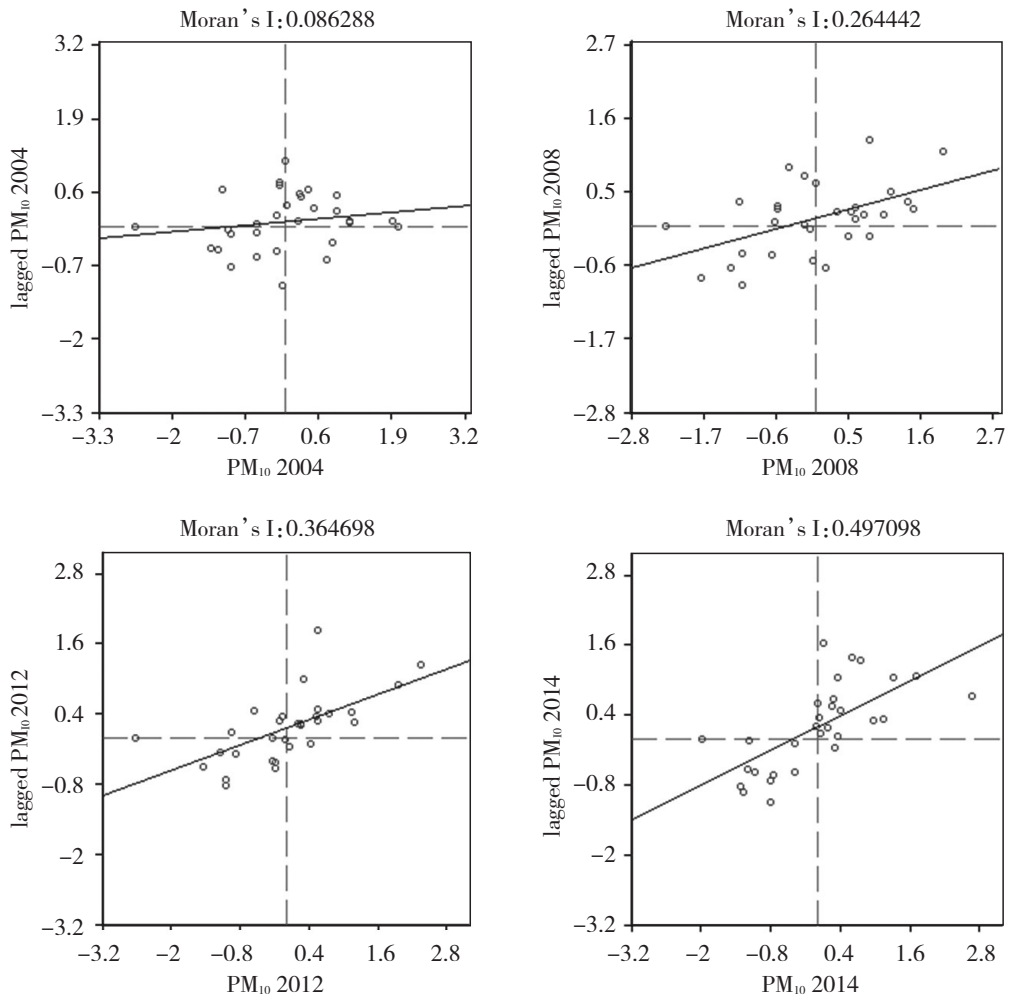 Moran's I:0.086288
3.2
1.9
0.6
-0.7
-2
-3.3
lagged PM₁₀ 2004
-3.3 -2 -0.7 0.6 1.9 3.2
PM₁₀ 2004
Moran's I:0.264442
2.7
1.6
0.5
-0.6
-1.7
-2.8
lagged PM₁₀ 2008
-2.8 -1.7 -0.6 0.5 1.6 2.7
PM₁₀ 2008
Moran's I:0.364698
2.8
1.6
0.4
-0.8
-2
-3.2
lagged PM₁₀ 2012
-3.2 -2 -0.8 0.4 1.6 2.8
PM₁₀ 2012
Moran's I:0.497098
2.8
1.6
0.4
-0.8
-2
-3.2
lagged PM₁₀ 2014
-3.2 -2 -0.8 0.4 1.6 2.8
PM₁₀ 2014